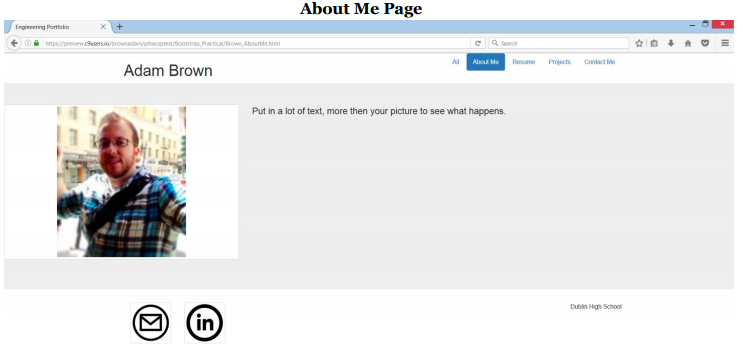 About Me Page
Engineering Portfolio
https://preview.c9users.io/brownadam/pltwcsptest/Bootstrap_Practical/Brown_AboutMe.html
Search
Adam Brown
All About Me Resume Projects Contact Me
Put in a lot of text, more then your picture to see what happens.
in
Dublin High School